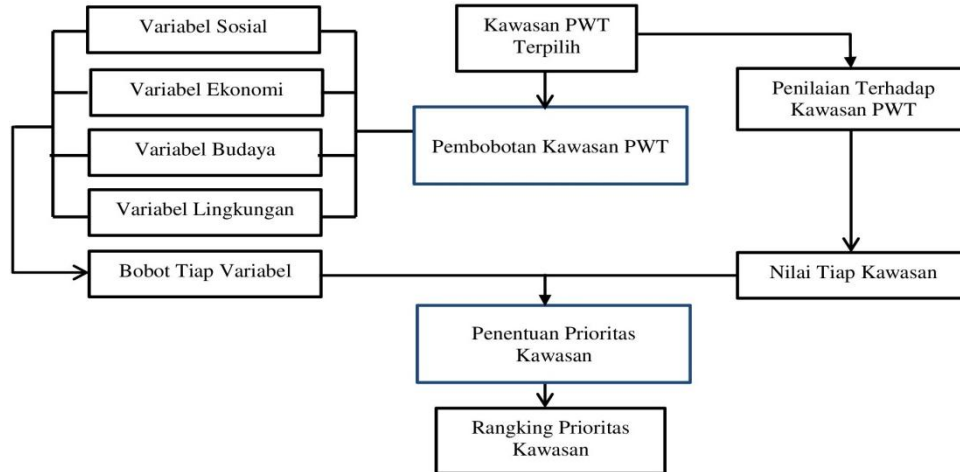 Variabel Sosial
Kawasan PWT
Terpilih
Variabel Ekonomi
Penilaian Terhadap
Kawasan PWT
Variabel Budaya
Pembobotan Kawasan PWT
Variabel Lingkungan
Bobot Tiap Variabel
Nilai Tiap Kawasan
Penentuan Prioritas
Kawasan
Rangking Prioritas
Kawasan